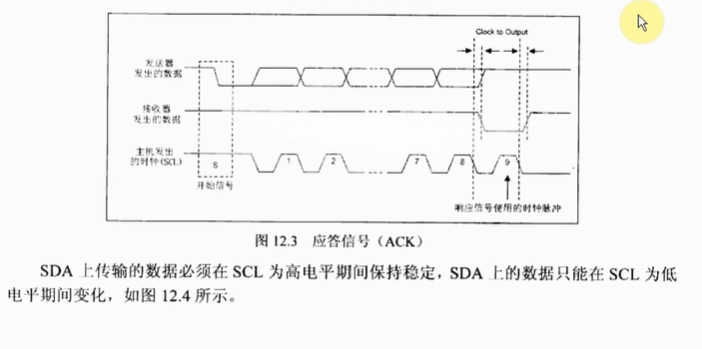 Clock to Output
发送器
发出的数据
接收器
发出的数据
主机发出
的时钟(SCL)
S
1
2
7
8
9
开始信号
响应信号使用的时钟脉冲
图 12.3 应答信号（ACK）
SDA 上传输的数据必须在 SCL 为高电平期间保持稳定，SDA 上的数据只能在 SCL 为低
电平期间变化，如图 12.4 所示。